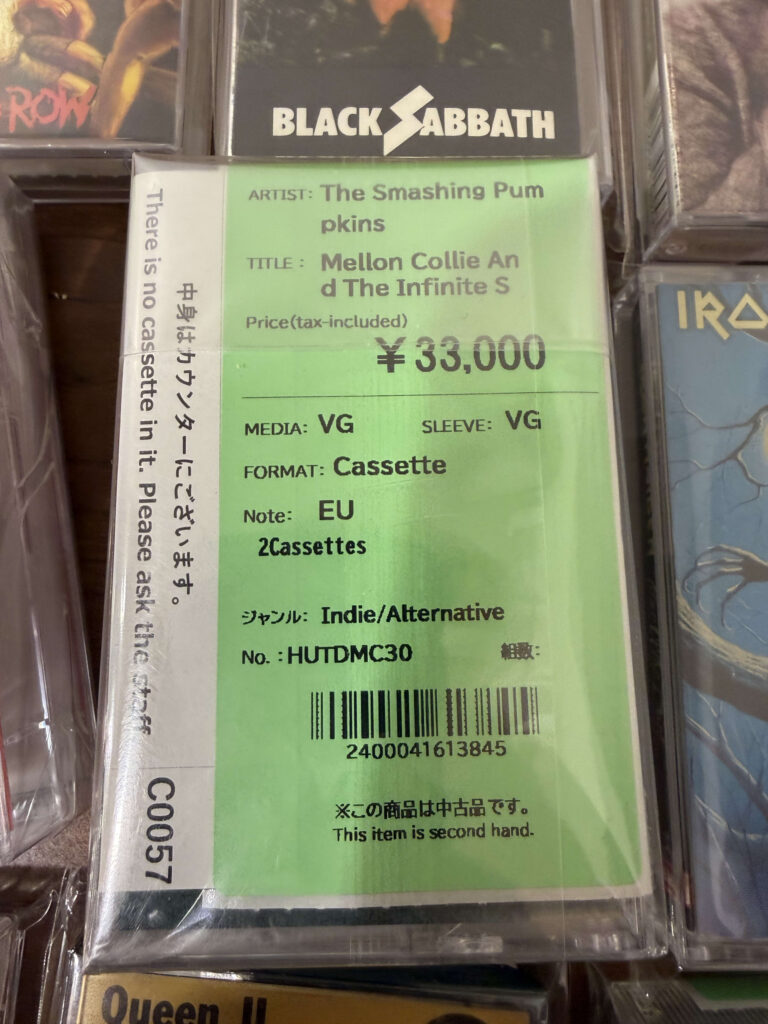 ROW
BLACK SABBATH
There is no cassette in it. Please ask the staff
中身はカウンターにございます。
C0057
ARTIST: The Smashing Pum
pkins
TITLE : Mellon Collie An
d The Infinite S
Price(tax-included)
¥ 33,000
MEDIA: VG SLEEVE: VG
FORMAT: Cassette
Note: EU
2Cassettes
ジャンル: Indie/Alternative
No. : HUTDMC30 組数:
2400041613845
※この商品は中古品です。
This item is second hand.
IRO
Queen II